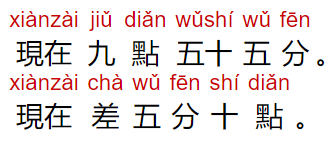 xiànzài jiǔ diǎn wǔshí wǔ fēn
現在 九 點 五十 五 分。
xiànzài chà wǔ fēn shí diǎn
現在 差 五 分 十 點 。